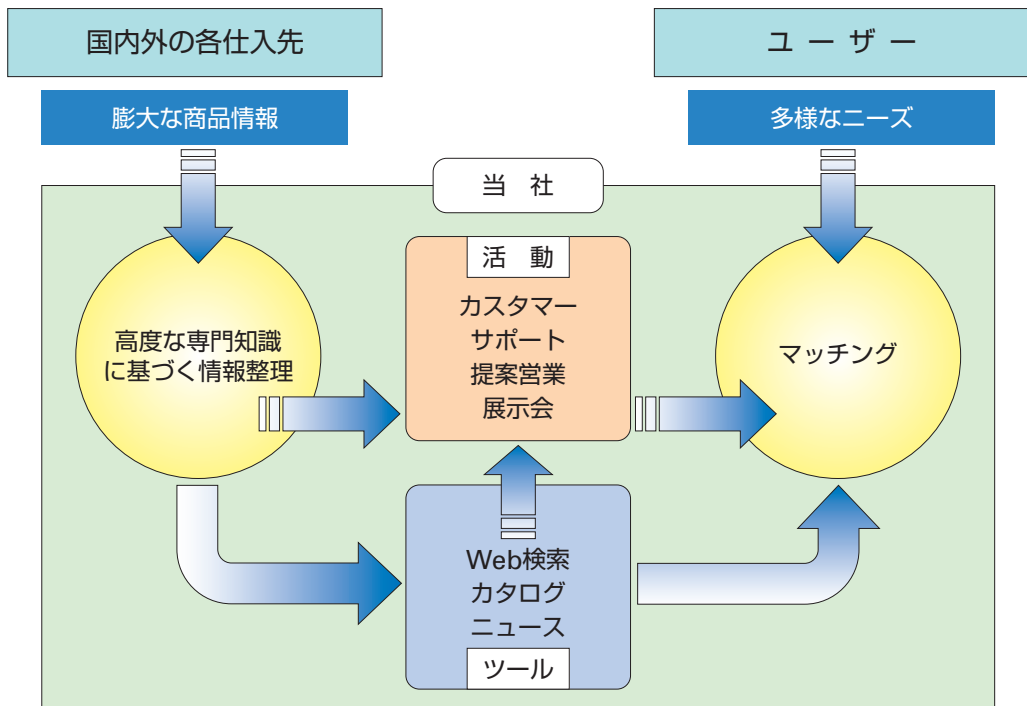 国内外の各仕入先
ユーザー
膨大な商品情報
多様なニーズ
当 社
活 動
カスタマー
サポート
提案営業
展示会
高度な専門知識
に基づく情報整理
マッチング
Web検索
カタログ
ニュース
ツール